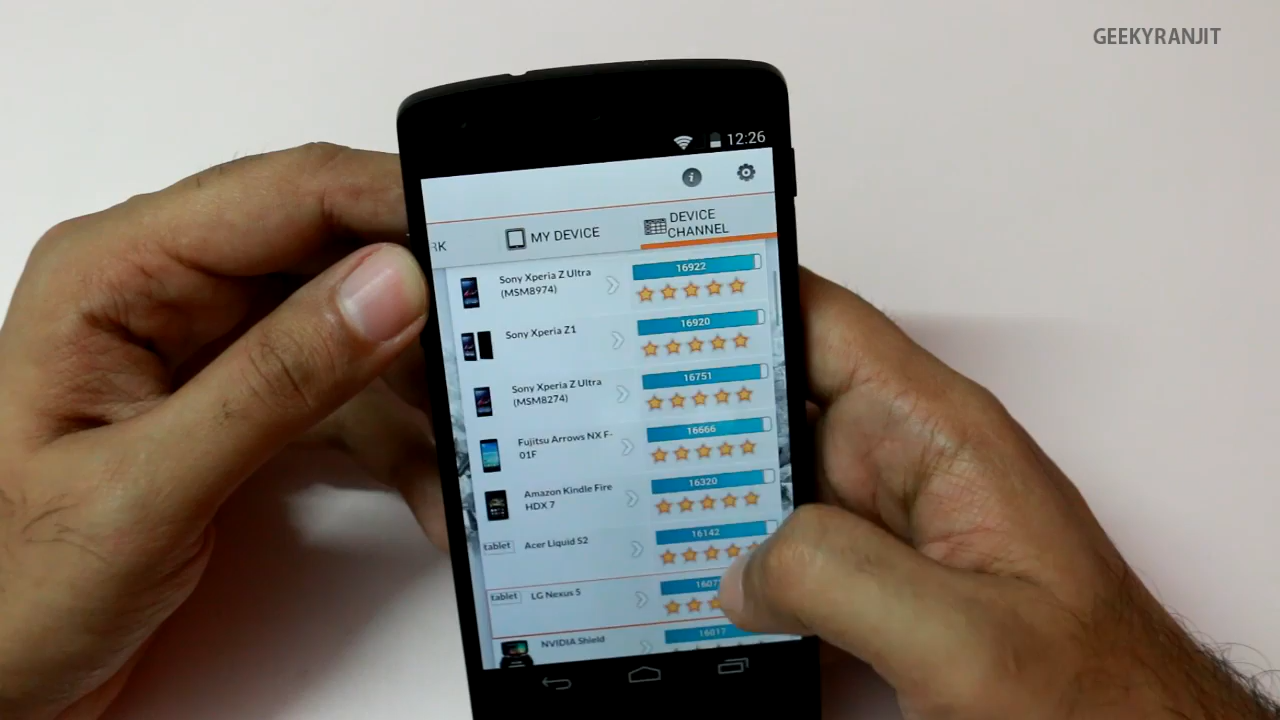 GEEKYRANJIT
12:26
RK
MY DEVICE
DEVICE
CHANNEL
Sony Xperia Z Ultra
(MSM8974)
16922
Sony Xperia Z1
16920
Sony Xperia Z Ultra
(MSM8274)
16751
Fujitsu Arrows NX F-
01F
16666
Amazon Kindle Fire
HDX 7
16320
tablet
Acer Liquid S2
16142
tablet
LG Nexus 5
1607
NVIDIA Shield
16017